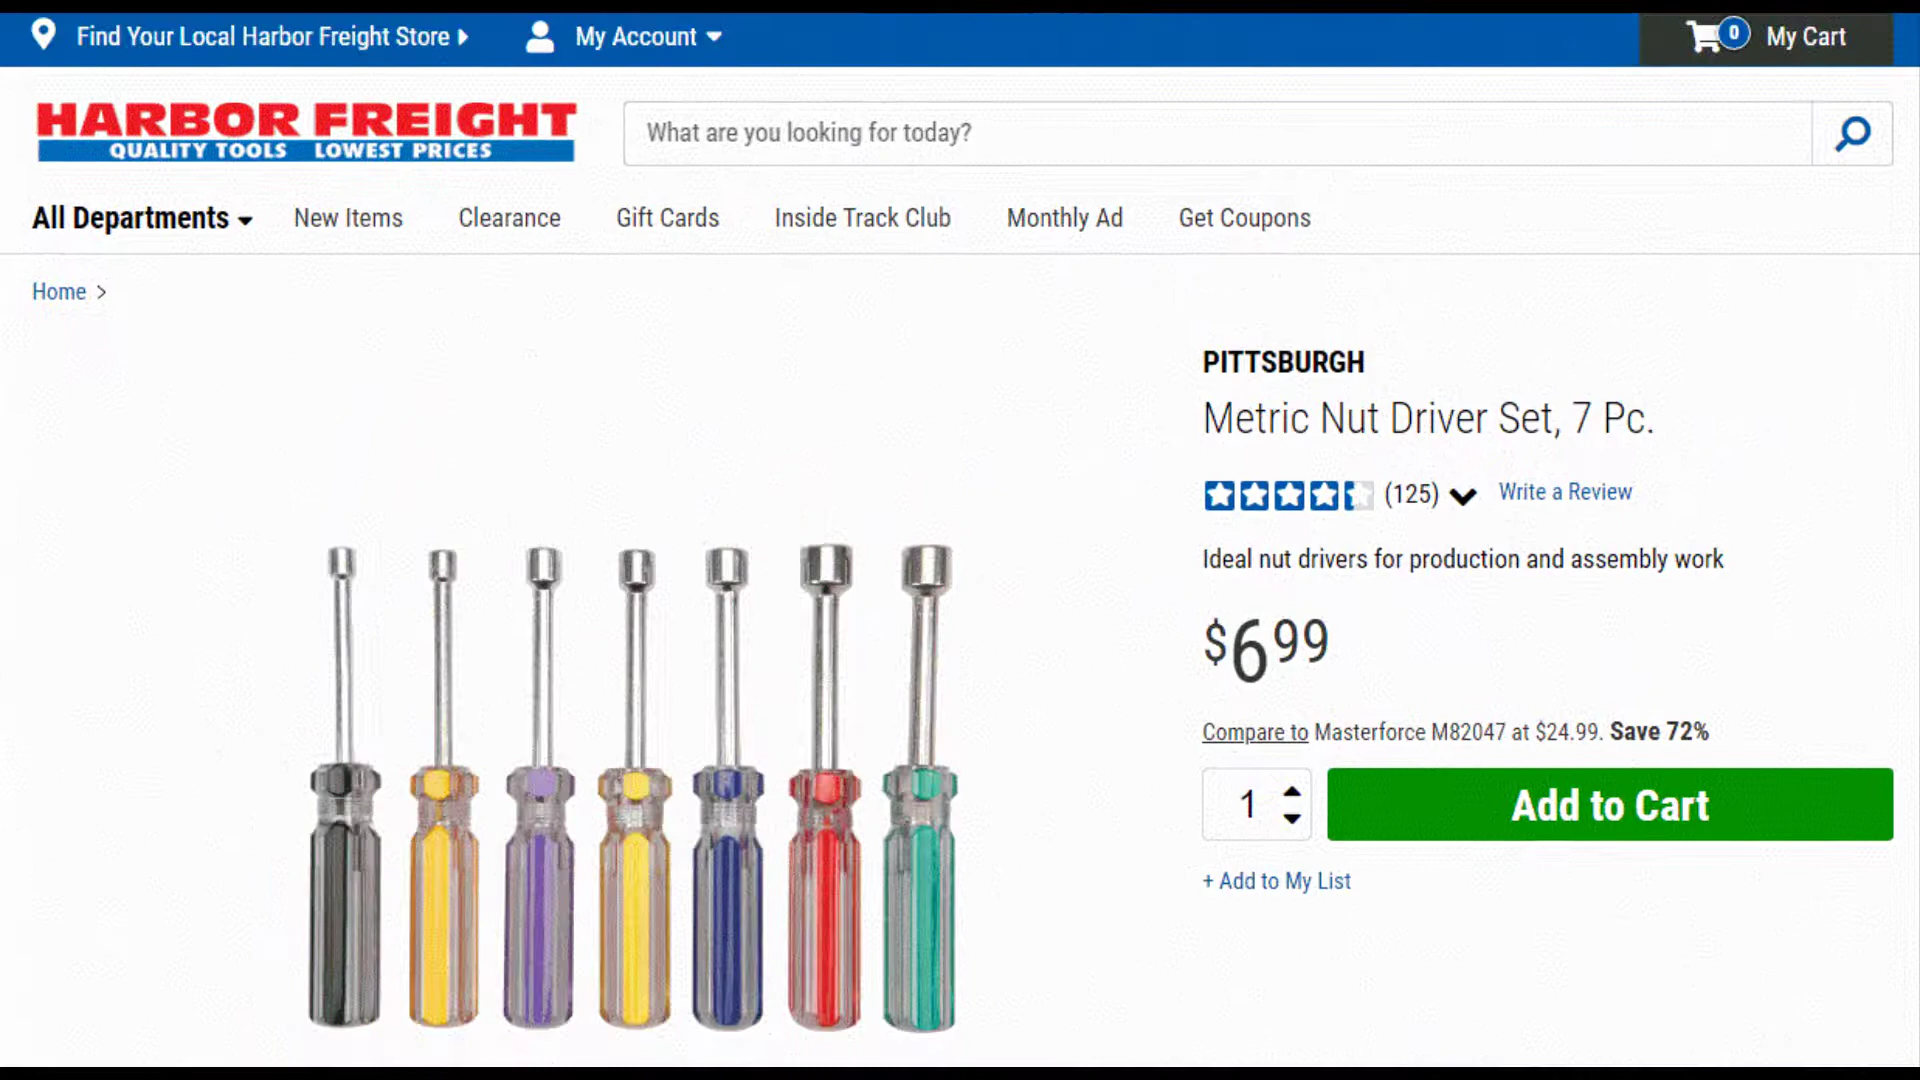 Find Your Local Harbor Freight Store
My Account
0 My Cart
HARBOR FREIGHT
QUALITY TOOLS LOWEST PRICES
What are you looking for today?
All Departments New Items Clearance Gift Cards Inside Track Club Monthly Ad Get Coupons
Home >
PITTSBURGH
Metric Nut Driver Set, 7 Pc.
(125) Write a Review
Ideal nut drivers for production and assembly work
$6 99
Compare to Masterforce M82047 at $24.99. Save 72%
1 Add to Cart
+ Add to My List